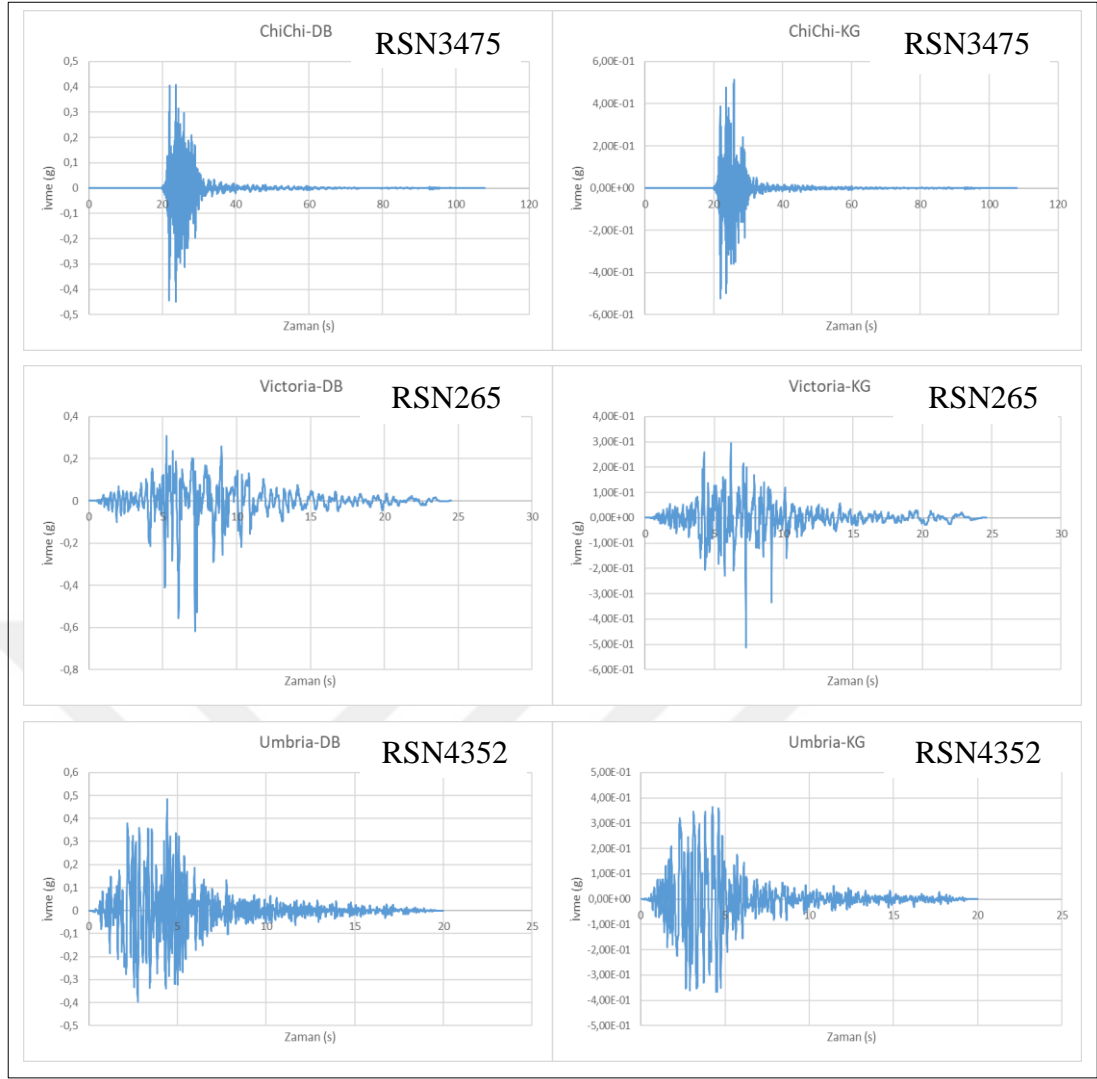 ChiChi-DB
RSN3475
0,5
0,4
0,3
0,2
0,1
0
-0,1
-0,2
-0,3
-0,4
-0,5
0 20 40 60 80 100 120
İvme (g)
Zaman (s)
ChiChi-KG
RSN3475
6,00E-01
4,00E-01
2,00E-01
0,00E+00
-2,00E-01
-4,00E-01
-6,00E-01
0 20 40 60 80 100 120
İvme (g)
Zaman (s)
Victoria-DB
RSN265
0,4
0,2
0
-0,2
-0,4
-0,6
-0,8
0 5 10 15 20 25 30
İvme (g)
Zaman (s)
Victoria-KG
RSN265
4,00E-01
3,00E-01
2,00E-01
1,00E-01
0,00E+00
-1,00E-01
-2,00E-01
-3,00E-01
-4,00E-01
-5,00E-01
-6,00E-01
0 5 10 15 20 25 30
İvme (g)
Zaman (s)
Umbria-DB
RSN4352
0,6
0,5
0,4
0,3
0,2
0,1
0
-0,1
-0,2
-0,3
-0,4
-0,5
0 5 10 15 20 25
İvme (g)
Zaman (s)
Umbria-KG
RSN4352
5,00E-01
4,00E-01
3,00E-01
2,00E-01
1,00E-01
0,00E+00
-1,00E-01
-2,00E-01
-3,00E-01
-4,00E-01
-5,00E-01
0 5 10 15 20 25
İvme (g)
Zaman (s)